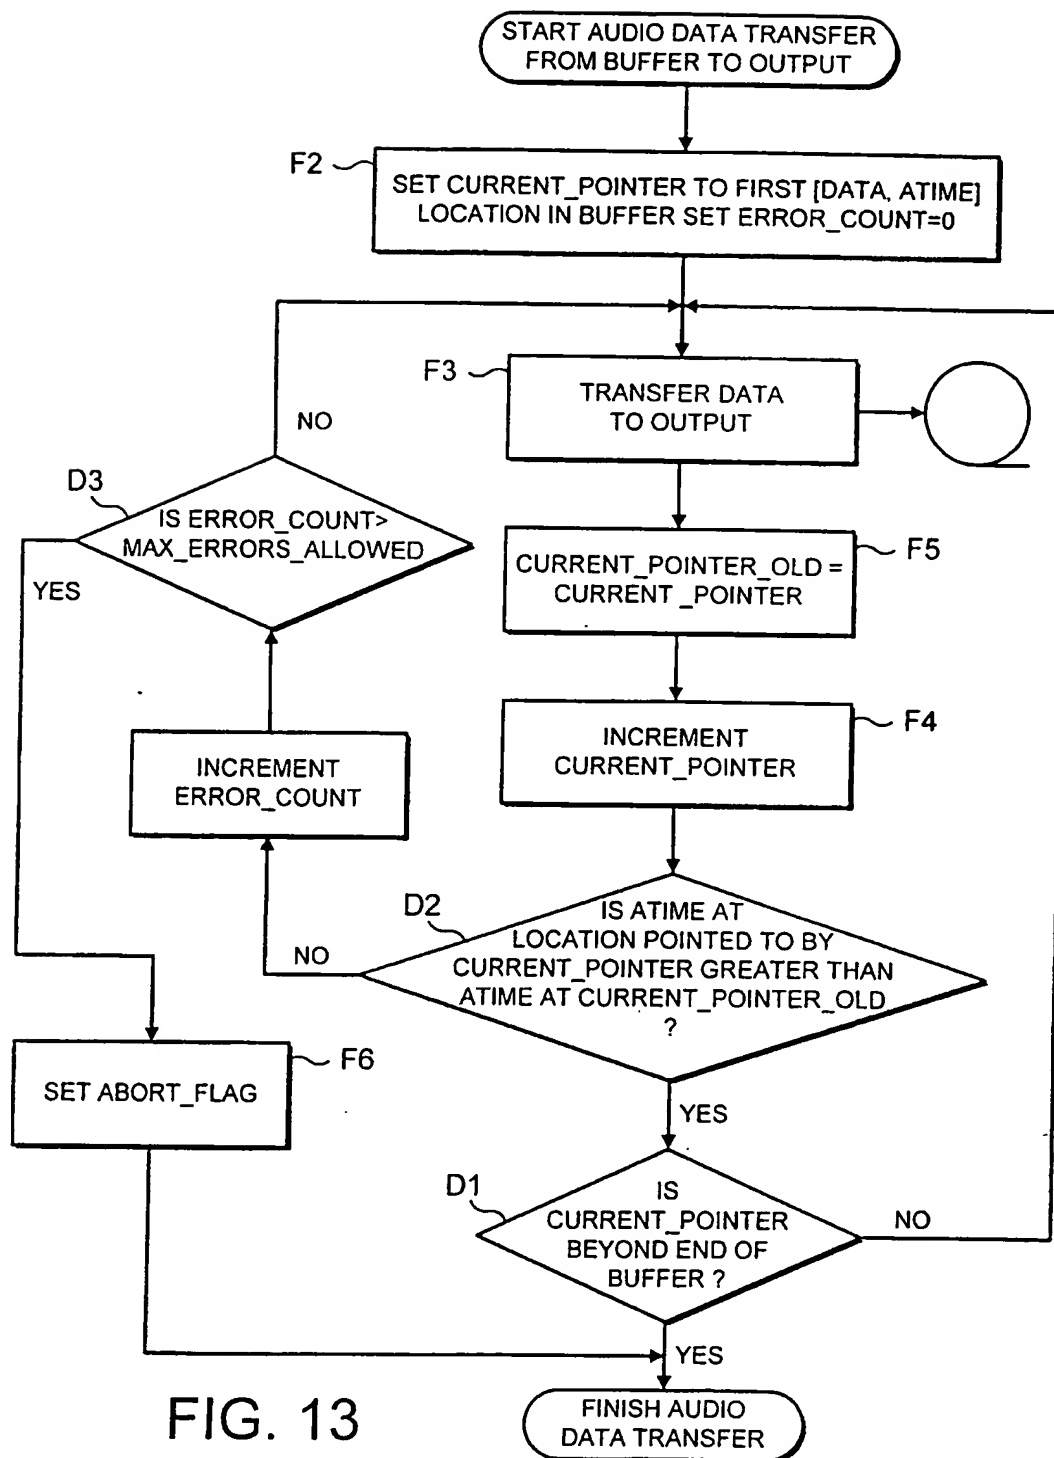 START AUDIO DATA TRANSFER
FROM BUFFER TO OUTPUT
F2
SET CURRENT_POINTER TO FIRST [DATA, ATIME]
LOCATION IN BUFFER SET ERROR_COUNT=0
F3
TRANSFER DATA
TO OUTPUT
NO
D3
IS ERROR_COUNT>
MAX_ERRORS_ALLOWED
YES
F5
CURRENT_POINTER_OLD =
CURRENT _POINTER
F4
INCREMENT
CURRENT_POINTER
INCREMENT
ERROR_COUNT
D2
IS ATIME AT
LOCATION POINTED TO BY
CURRENT_POINTER GREATER THAN
ATIME AT CURRENT_POINTER_OLD
?
NO
F6
SET ABORT_FLAG
YES
D1
IS
CURRENT_POINTER
BEYOND END OF
BUFFER ?
NO
YES
FINISH AUDIO
DATA TRANSFER
FIG. 13